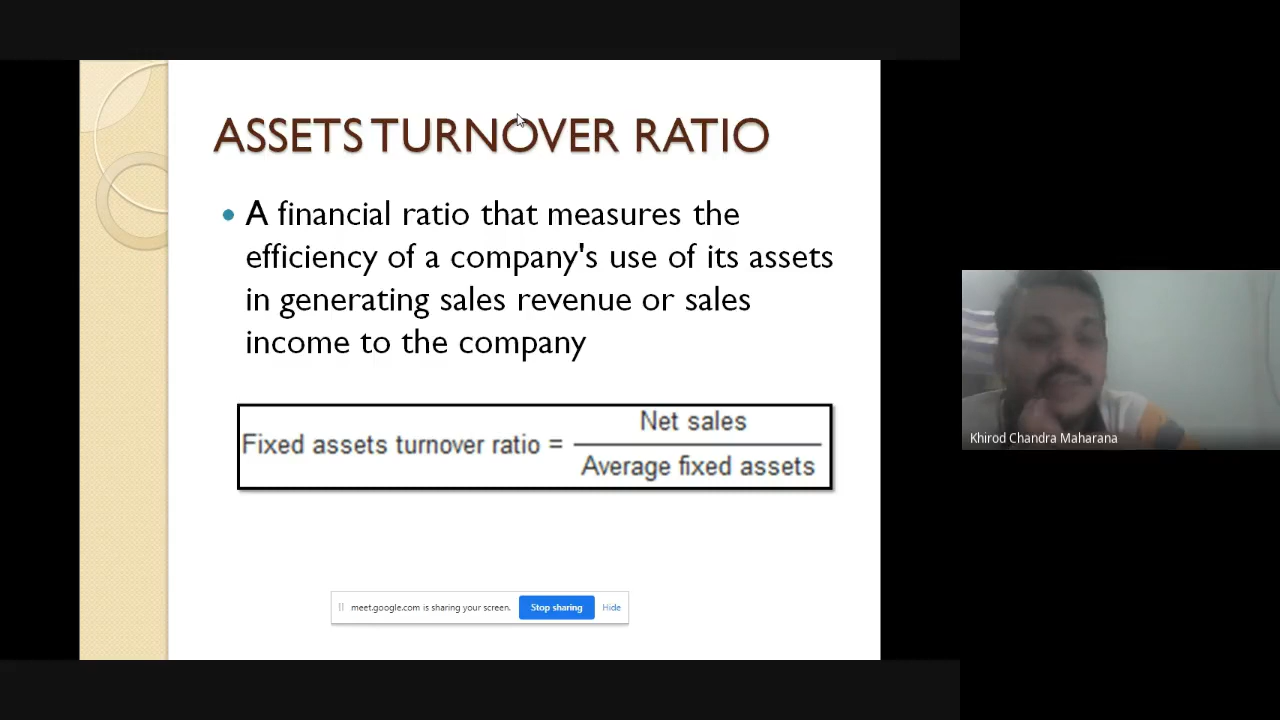 ASSETS TURNOVER RATIO
• A financial ratio that measures the
efficiency of a company's use of its assets
in generating sales revenue or sales
income to the company
Fixed assets turnover ratio = Net sales
Average fixed assets
meet.google.com is sharing your screen. Stop sharing Hide
Khirod Chandra Maharana